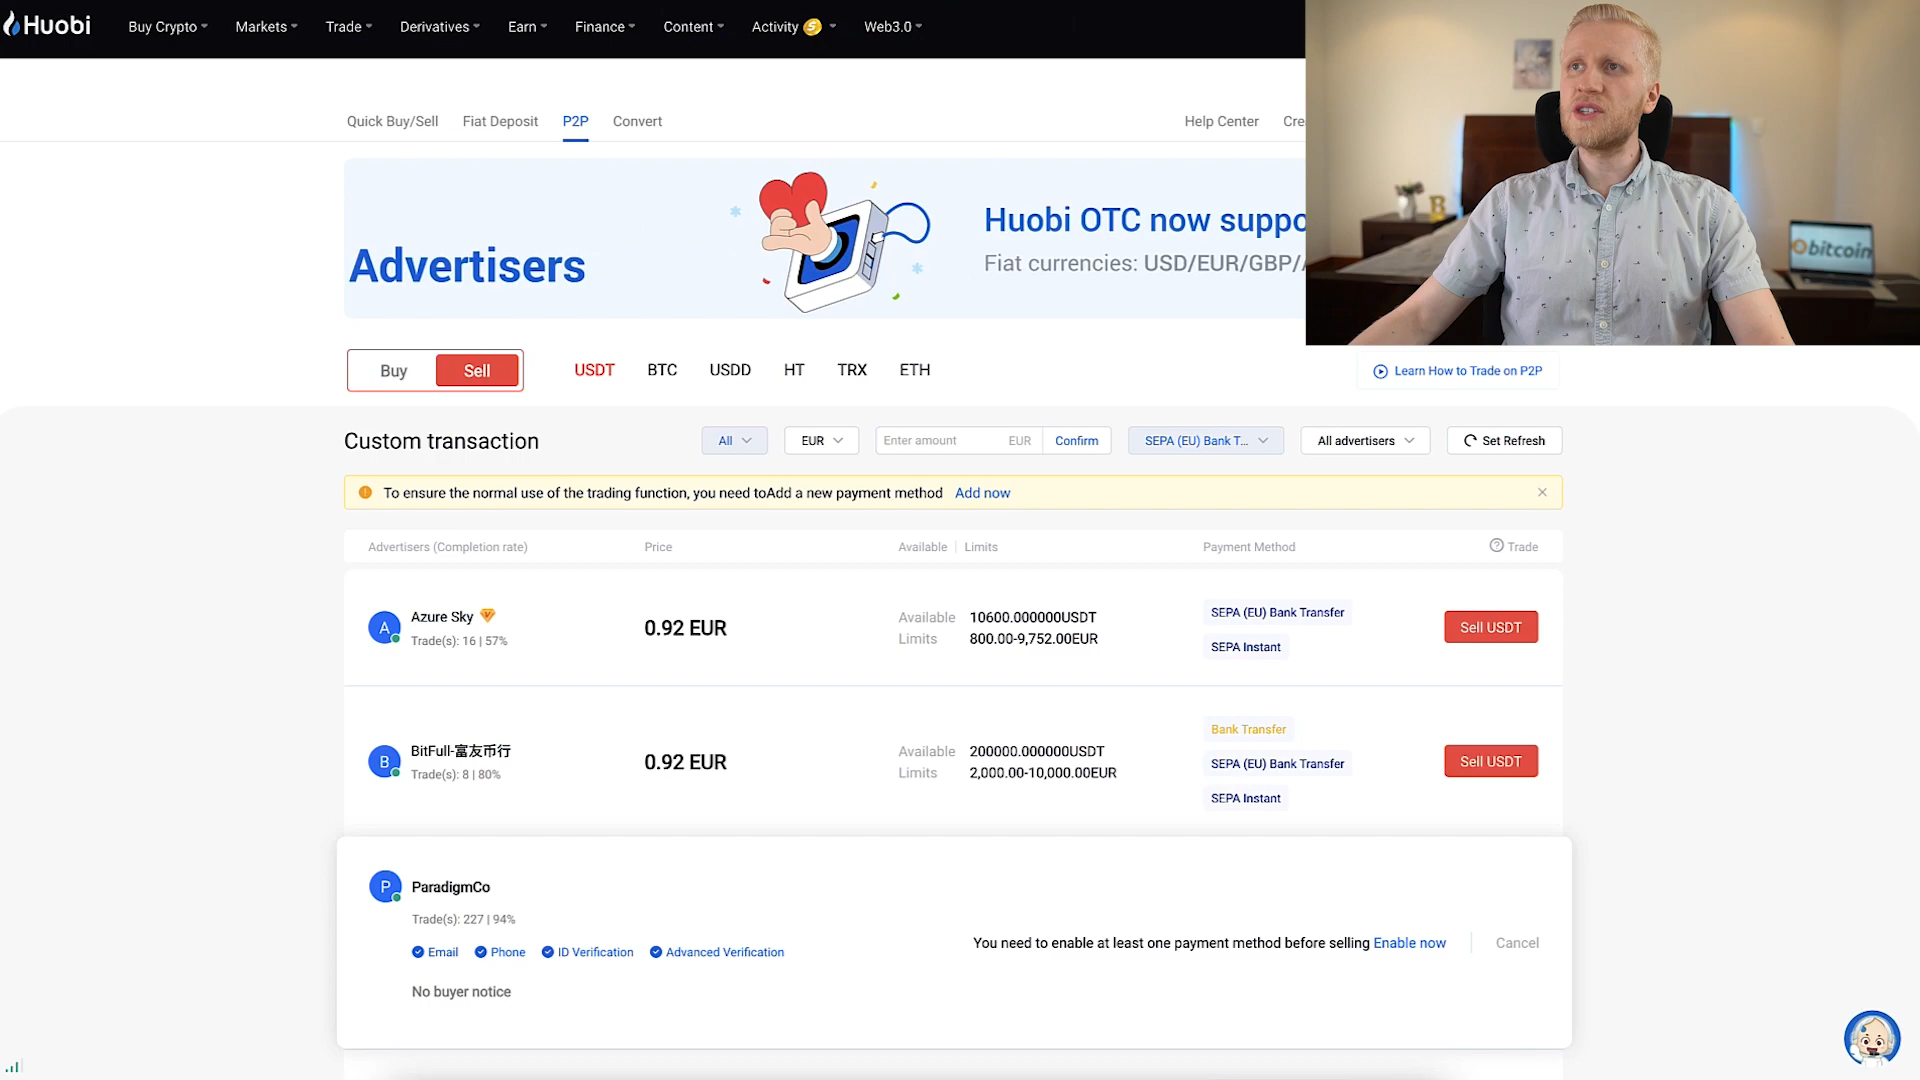 Huobi
Buy Crypto
Markets
Trade
Derivatives
Earn
Finance
Content
Activity
Web3.0
Quick Buy/Sell
Fiat Deposit
P2P
Convert
Help Center
Cre
Advertisers
Huobi OTC now suppo
Fiat currencies: USD/EUR/GBP/
bitcoin
Buy
Sell
USDT
BTC
USDD
HT
TRX
ETH
Learn How to Trade on P2P
Custom transaction
All
EUR
Enter amount
EUR
Confirm
SEPA (EU) Bank T...
All advertisers
Set Refresh
To ensure the normal use of the trading function, you need toAdd a new payment method Add now
Advertisers (Completion rate)
Price
Available | Limits
Payment Method
Trade
A
Azure Sky
Trade(s): 16 | 57%
0.92 EUR
Available 10600.000000USDT
Limits 800.00-9,752.00EUR
SEPA (EU) Bank Transfer
SEPA Instant
Sell USDT
B
BitFull-富友币行
Trade(s): 8 | 80%
0.92 EUR
Available 200000.000000USDT
Limits 2,000.00-10,000.00EUR
Bank Transfer
SEPA (EU) Bank Transfer
SEPA Instant
Sell USDT
P
ParadigmCo
Trade(s): 227 | 94%
Email
Phone
ID Verification
Advanced Verification
No buyer notice
You need to enable at least one payment method before selling Enable now
Cancel